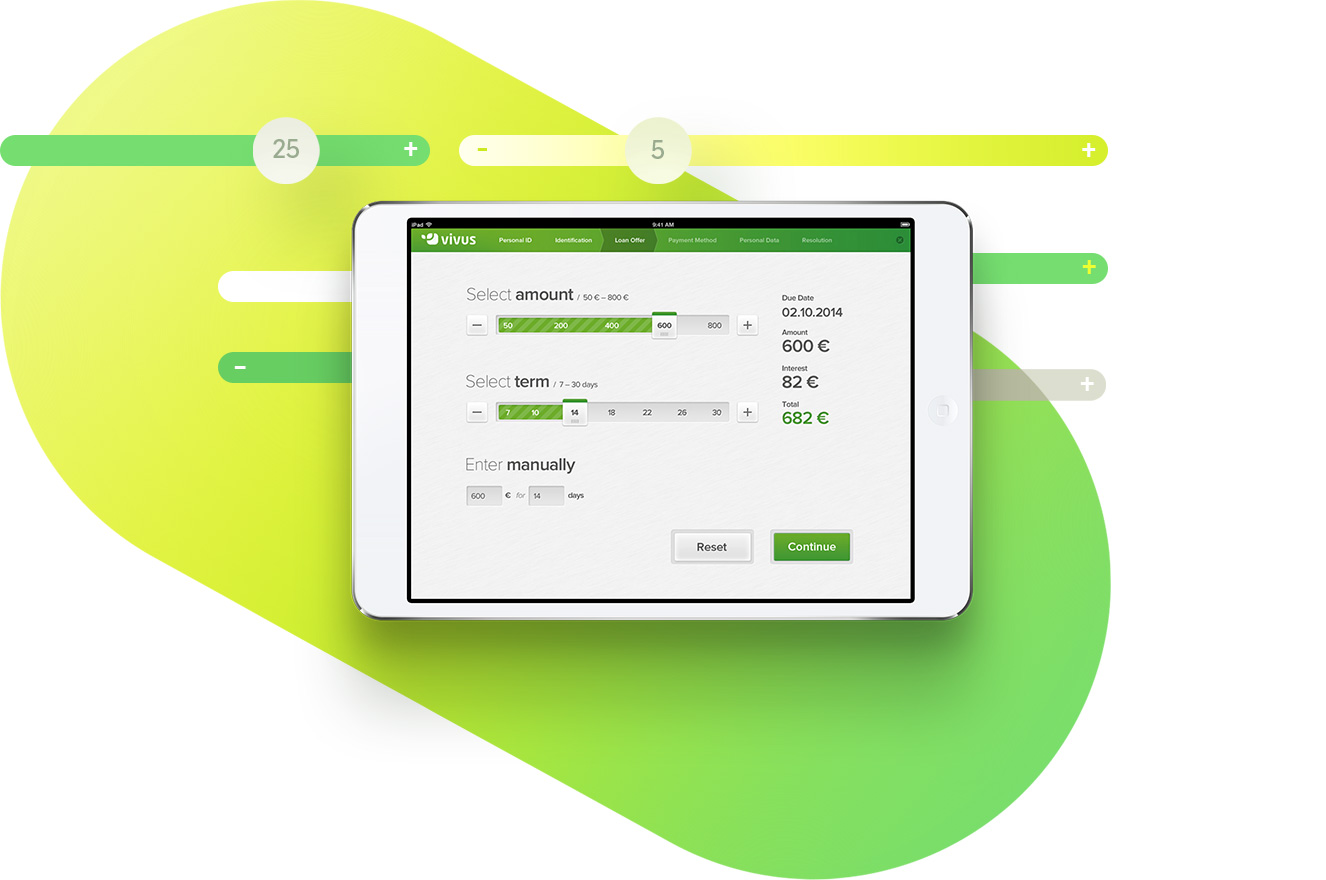 25 +
- 5 +
iPad 9:41 AM
vivus Personal ID Identification Loan Offer Payment Method Personal Data Resolution
Select amount / 50 € – 800 €
− 50 200 400 600 800 +
Select term / 7 – 30 days
− 7 10 14 18 22 26 30 +
Enter manually
600 € for 14 days
Due Date
02.10.2014
Amount
600 €
Interest
82 €
Total
682 €
Reset Continue
+
-
+